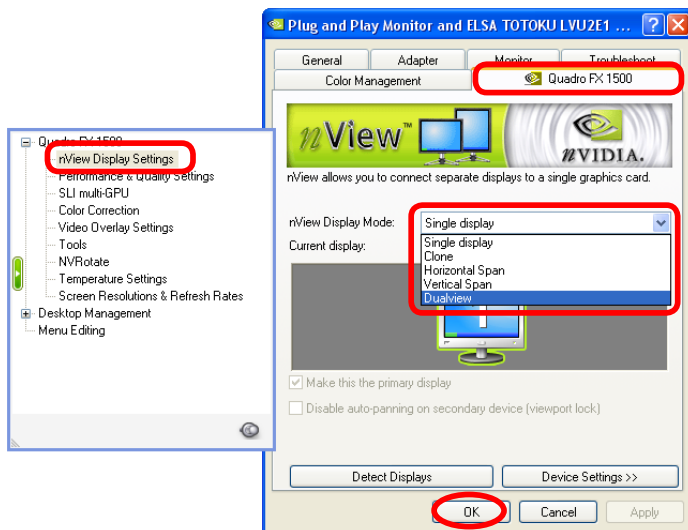 Plug and Play Monitor and ELSA TOTOKU LVU2E1 ...
General Adapter Monitor Troubleshoot
Color Management Quadro FX 1500
nView™
NVIDIA.
nView allows you to connect separate displays to a single graphics card.
nView Display Mode: Single display
Current display:
Single display
Clone
Horizontal Span
Vertical Span
Dualview
1
Make this the primary display
Disable auto-panning on secondary device (viewport lock)
Detect Displays Device Settings >>
OK Cancel Apply
Quadro FX 1500
nView Display Settings
Performance & Quality Settings
SLI multi-GPU
Color Correction
Video Overlay Settings
Tools
NVRotate
Temperature Settings
Screen Resolutions & Refresh Rates
Desktop Management
Menu Editing